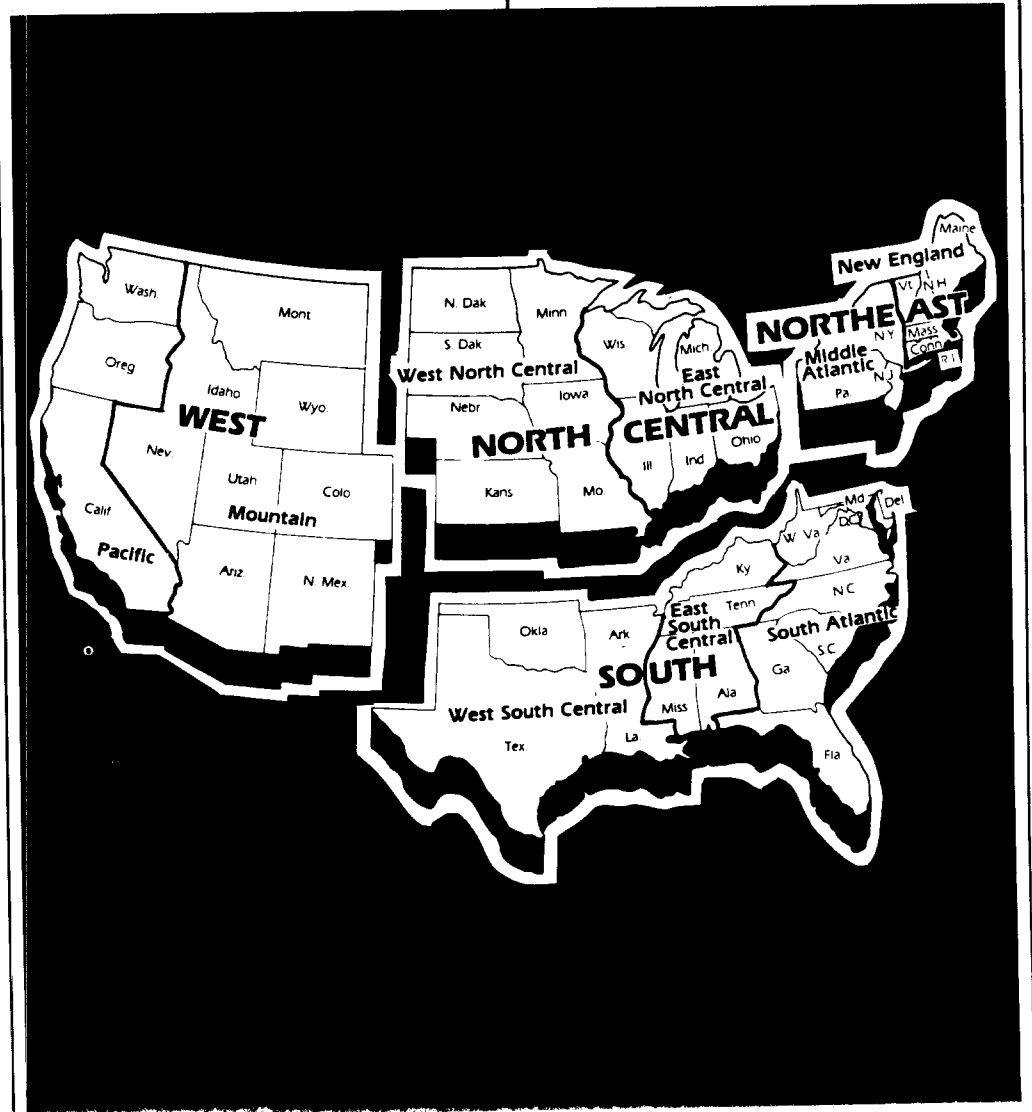 Maine
New England
Vt. N H
NORTHEAST
Mass
Conn
R I
N Y
Middle
Atlantic
N J
Pa.
Wash.
Oreg
Mont
Idaho
Wyo.
WEST
Nev.
Utah
Colo
Mountain
Calif
Pacific
Ariz.
N. Mex.
N. Dak
Minn
S. Dak
West North Central
Nebr
Iowa
Wis.
Mich.
East
North Central
NORTH CENTRAL
Kans
Mo.
Ill
Ind
Ohio
Md.
Del
D.C.
W Va
Va
Ky
N C
East
South
Central
Tenn
South Atlantic
S C
Okla
Ark
SOUTH
Ga
Ala
Miss
West South Central
Tex.
La.
Fla